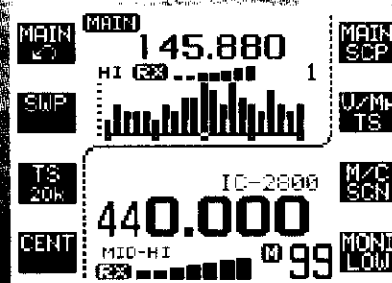 MAIN
MAIN
145.880
MAIN
SCP
HI RX 1
SWP
V/MH
TS
TS
20k
IC-2800
M/C
SCN
440.000
CENT
MID-HI
M 99
MONI
LOW
RX